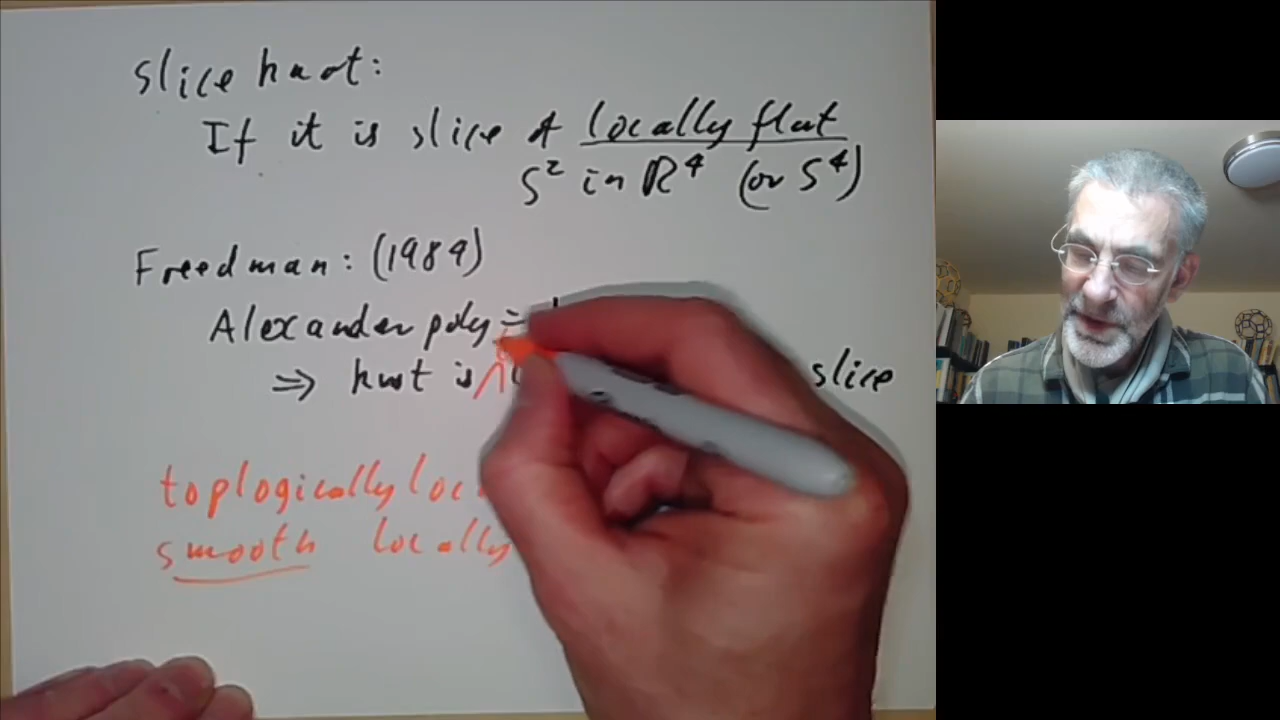 slice knot:
If it is slice of locally flat
S² in ℝ⁴ (or S⁴)
Freedman: (1984)
Alexander poly =
⇒ knot is slice
toplogically
smooth locally